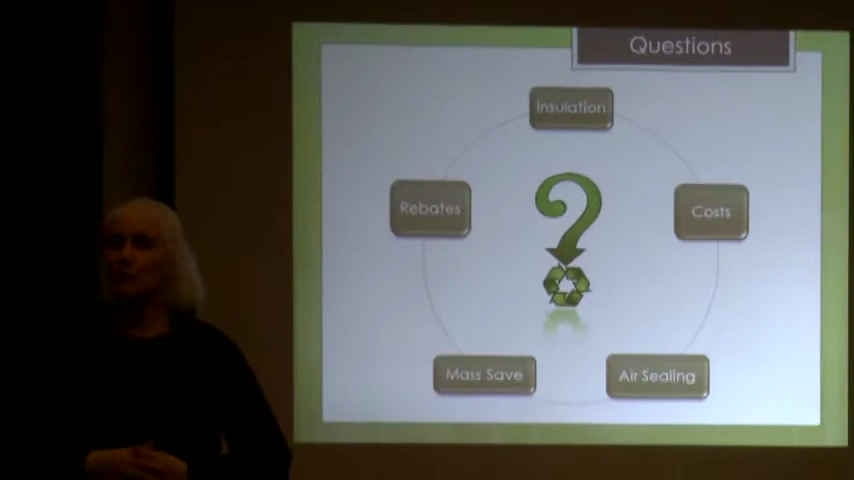 Questions
Insulation
Rebates
Costs
Mass Save
Air Sealing